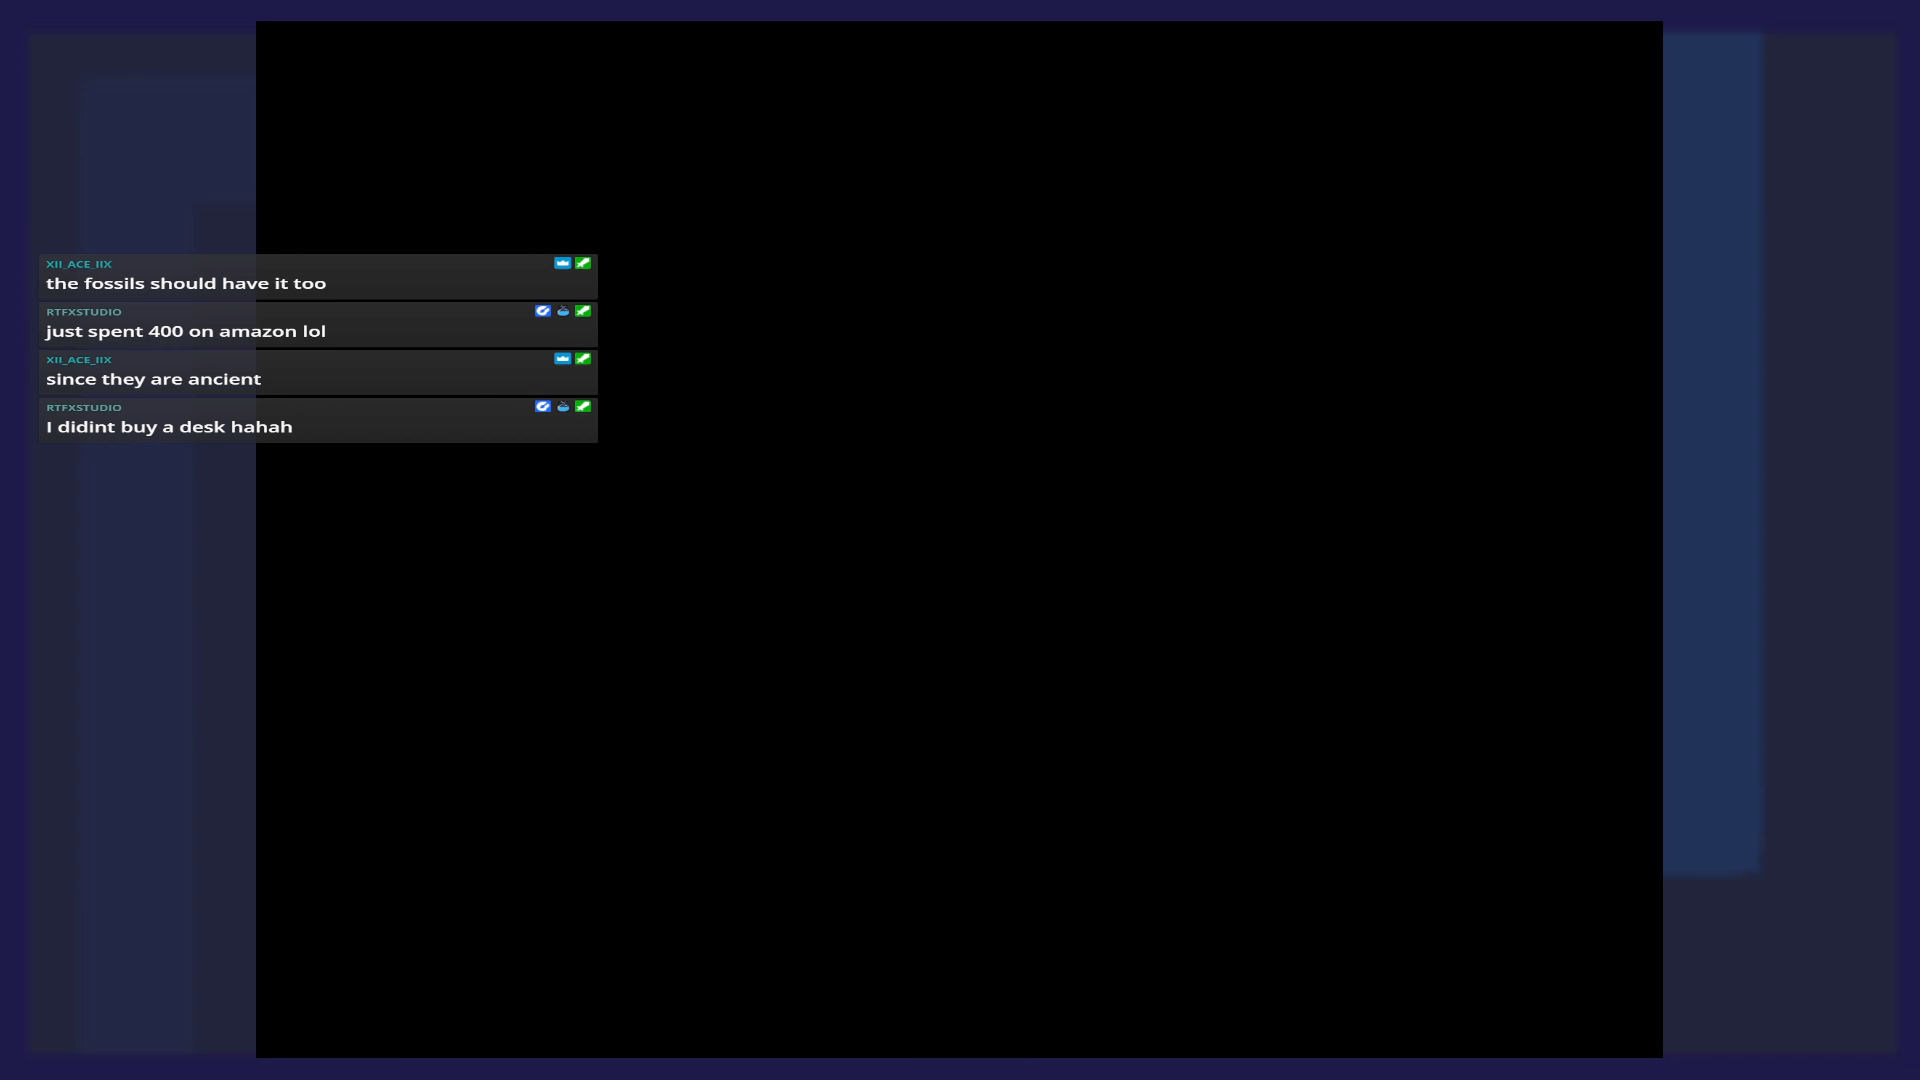 XII_ACE_IIX
the fossils should have it too
RTFXSTUDIO
just spent 400 on amazon lol
XII_ACE_IIX
since they are ancient
RTFXSTUDIO
I didint buy a desk hahah